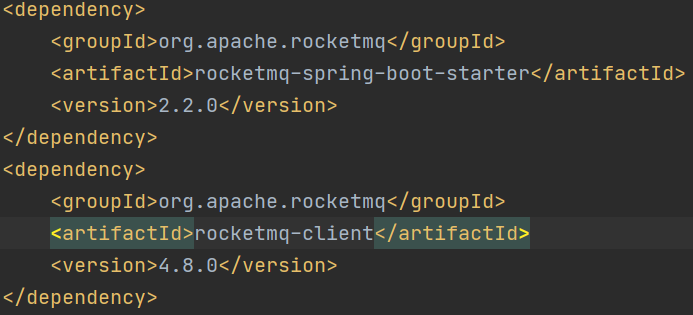 <dependency>
    <groupId>org.apache.rocketmq</groupId>
    <artifactId>rocketmq-spring-boot-starter</artifactId>
    <version>2.2.0</version>
</dependency>
<dependency>
    <groupId>org.apache.rocketmq</groupId>
    <artifactId>rocketmq-client</artifactId>
    <version>4.8.0</version>
</dependency>